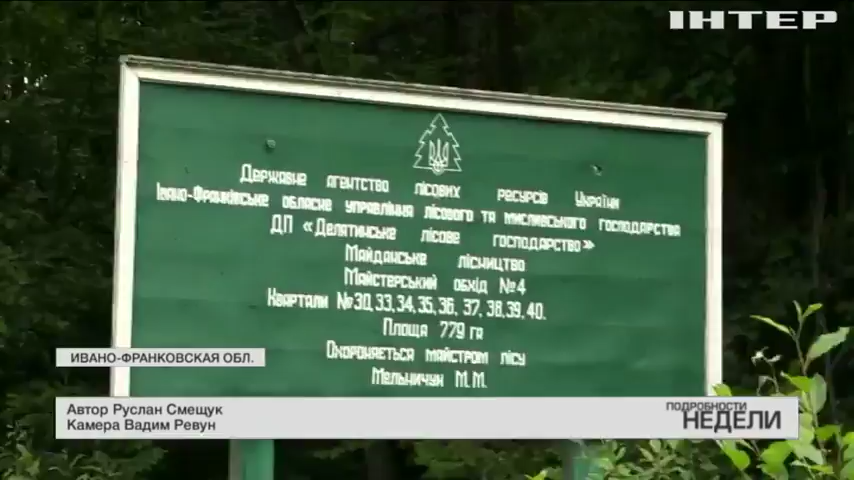 ІНТЕР
Державне агентство лісових ресурсів України
Івано-Франківське обласне управління лісового та мисливського господарства
ДП «Делятинське лісове господарство»
Майданське лісництво
Майстерський обхід №4
Квартали №30,33,34,35,36, 37, 38,39,40.
Площа 779 га
Охороняється майстром лісу
Мельничук М.М.
ИВАНО-ФРАНКОВСКАЯ ОБЛ.
Автор Руслан Смещук
Камера Вадим Ревун
ПОДРОБНОСТИ
НЕДЕЛИ